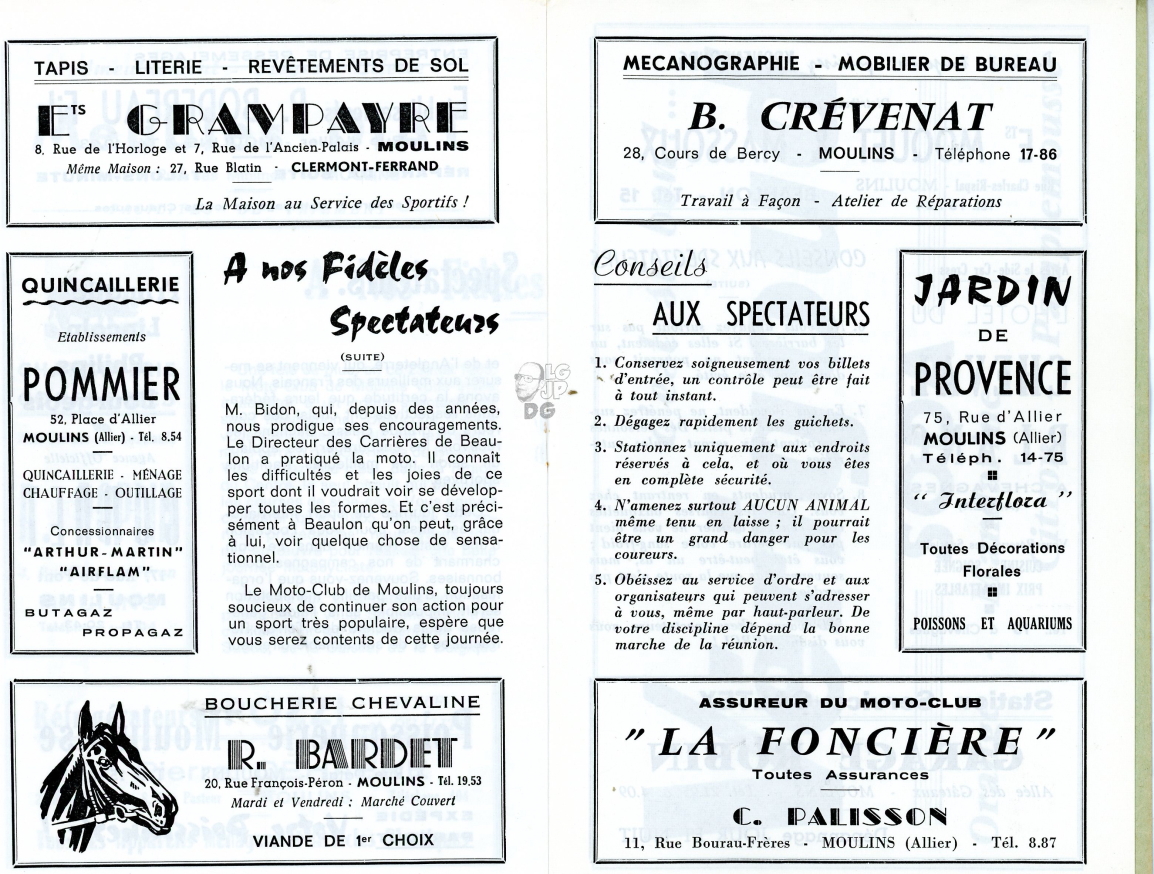 TAPIS - LITERIE - REVÊTEMENTS DE SOL
ETS GRAMPAYRE
8, Rue de l'Horloge et 7, Rue de l'Ancien-Palais - MOULINS
Même Maison : 27, Rue Blatin - CLERMONT-FERRAND
La Maison au Service des Sportifs !
QUINCAILLERIE
Etablissements
POMMIER
52, Place d'Allier
MOULINS (Allier) - Tél. 8.54
QUINCAILLERIE - MÉNAGE
CHAUFFAGE - OUTILLAGE
Concessionnaires
"ARTHUR-MARTIN"
"AIRFLAM"
BUTAGAZ
PROPAGAZ
A nos Fidèles
Spectateurs
(SUITE)
M. Bidon, qui, depuis des années,
nous prodigue ses encouragements.
Le Directeur des Carrières de Beau-
lon a pratiqué la moto. Il connaît
les difficultés et les joies de ce
sport dont il voudrait voir se dévelop-
per toutes les formes. Et c'est préci-
sément à Beaulon qu'on peut, grâce
à lui, voir quelque chose de sensa-
tionnel.
Le Moto-Club de Moulins, toujours
soucieux de continuer son action pour
un sport très populaire, espère que
vous serez contents de cette journée.
BOUCHERIE CHEVALINE
R. BARDET
20, Rue François-Péron - MOULINS - Tél. 19,53
Mardi et Vendredi : Marché Couvert
VIANDE DE 1er CHOIX
LG
JP
DG
MECANOGRAPHIE - MOBILIER DE BUREAU
B. CRÉVENAT
28, Cours de Bercy - MOULINS - Téléphone 17-86
Travail à Façon - Atelier de Réparations
Conseils
AUX SPECTATEURS
1. Conservez soigneusement vos billets
d'entrée, un contrôle peut être fait
à tout instant.
2. Dégagez rapidement les guichets.
3. Stationnez uniquement aux endroits
réservés à cela, et où vous êtes
en complète sécurité.
4. N'amenez surtout AUCUN ANIMAL
même tenu en laisse ; il pourrait
être un grand danger pour les
coureurs.
5. Obéissez au service d'ordre et aux
organisateurs qui peuvent s'adresser
à vous, même par haut-parleur. De
votre discipline dépend la bonne
marche de la réunion.
JARDIN
DE
PROVENCE
75, Rue d'Allier
MOULINS (Allier)
Téléph. 14-75
" Interflora "
Toutes Décorations
Florales
POISSONS ET AQUARIUMS
ASSUREUR DU MOTO-CLUB
" LA FONCIÈRE "
Toutes Assurances
C. PALISSON
11, Rue Bourau-Frères - MOULINS (Allier) - Tél. 8.87